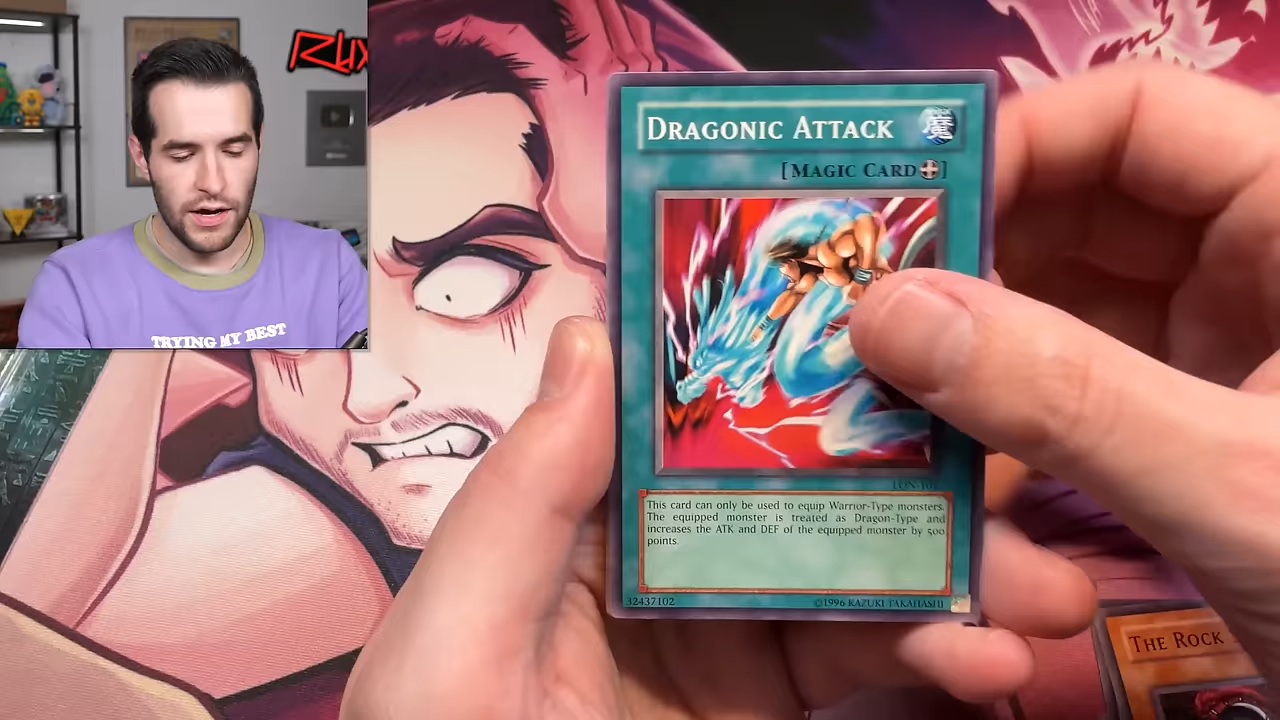 DRAGONIC ATTACK
魔
[MAGIC CARD]
This card can only be used to equip Warrior-Type monsters.
The equipped monster is treated as Dragon-Type and
increases the ATK and DEF of the equipped monster by 500
points.
32437102
©1996 KAZUKI TAKAHASHI
TRYING MY BEST
THE ROCK